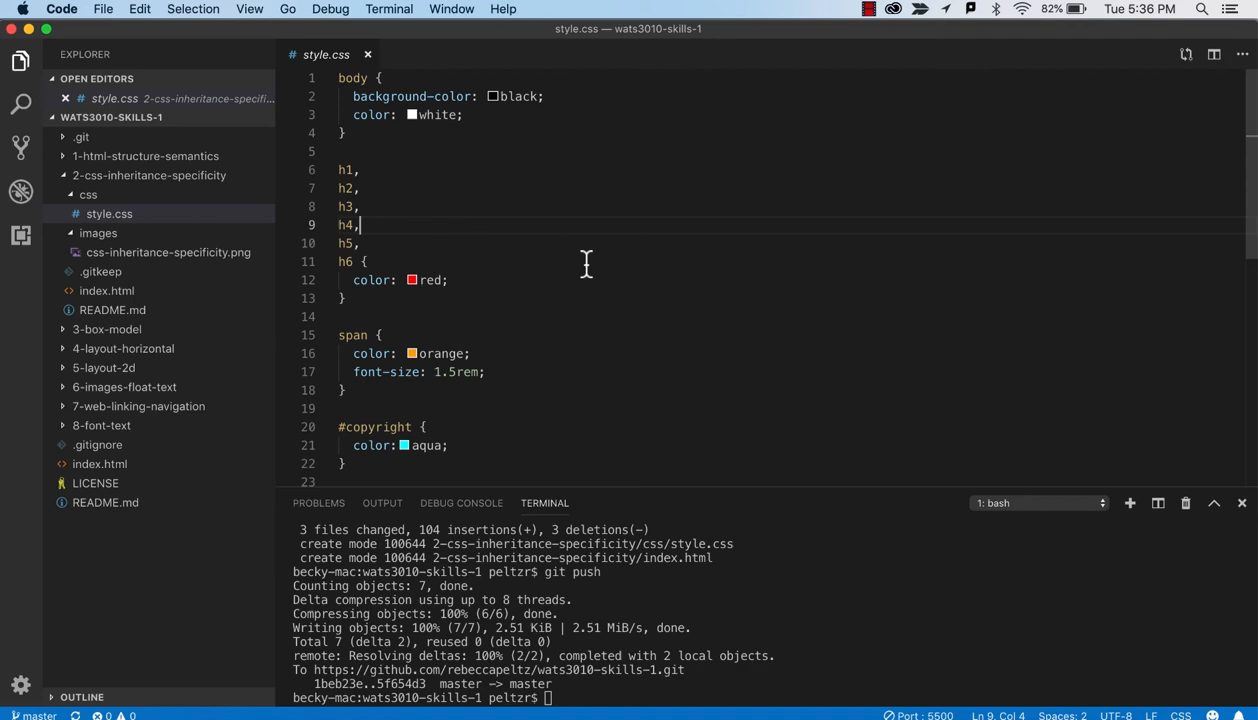 Code File Edit Selection View Go Debug Terminal Window Help 82% Tue 5:36 PM
style.css — wats3010-skills-1
EXPLORER
OPEN EDITORS
# style.css 2-css-inheritance-specifi...
WATS3010-SKILLS-1
.git
1-html-structure-semantics
2-css-inheritance-specificity
css
# style.css
images
css-inheritance-specificity.png
.gitkeep
<> index.html
README.md
3-box-model
4-layout-horizontal
5-layout-2d
6-images-float-text
7-web-linking-navigation
8-font-text
.gitignore
<> index.html
LICENSE
README.md
OUTLINE
# style.css
1 body {
2 background-color: black;
3 color: white;
4 }
5
6 h1,
7 h2,
8 h3,
9 h4,
10 h5,
11 h6 {
12 color: red;
13 }
14
15 span {
16 color: orange;
17 font-size: 1.5rem;
18 }
19
20 #copyright {
21 color: aqua;
22 }
23
PROBLEMS OUTPUT DEBUG CONSOLE TERMINAL 1: bash
3 files changed, 104 insertions(+), 3 deletions(-)
create mode 100644 2-css-inheritance-specificity/css/style.css
create mode 100644 2-css-inheritance-specificity/index.html
becky-mac:wats3010-skills-1 peltzr$ git push
Counting objects: 7, done.
Delta compression using up to 8 threads.
Compressing objects: 100% (6/6), done.
Writing objects: 100% (7/7), 2.51 KiB | 2.51 MiB/s, done.
Total 7 (delta 2), reused 0 (delta 0)
remote: Resolving deltas: 100% (2/2), completed with 2 local objects.
To https://github.com/rebeccapeltz/wats3010-skills-1.git
1beb23e..5f654d3 master -> master
becky-mac:wats3010-skills-1 peltzr$
master 0 0 Port : 5500 Ln 9, Col 4 Spaces: 2 UTF-8 LF CSS